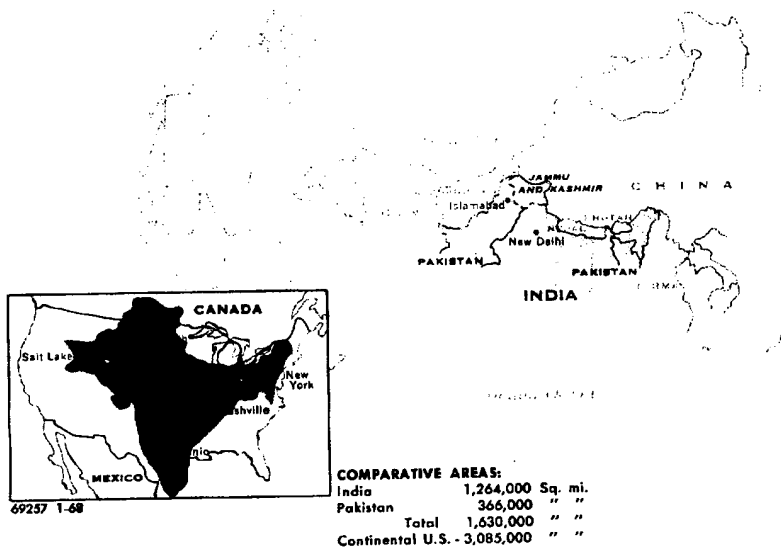 JAMMU
AND KASHMIR
CHINA
Islamabad
New Delhi
PAKISTAN
PAKISTAN
INDIA
CANADA
Salt Lake
New
York
MEXICO
69257 1-68
COMPARATIVE AREAS:
India 1,264,000 Sq. mi.
Pakistan 366,000 " "
Total 1,630,000 " "
Continental U.S. - 3,085,000 " "